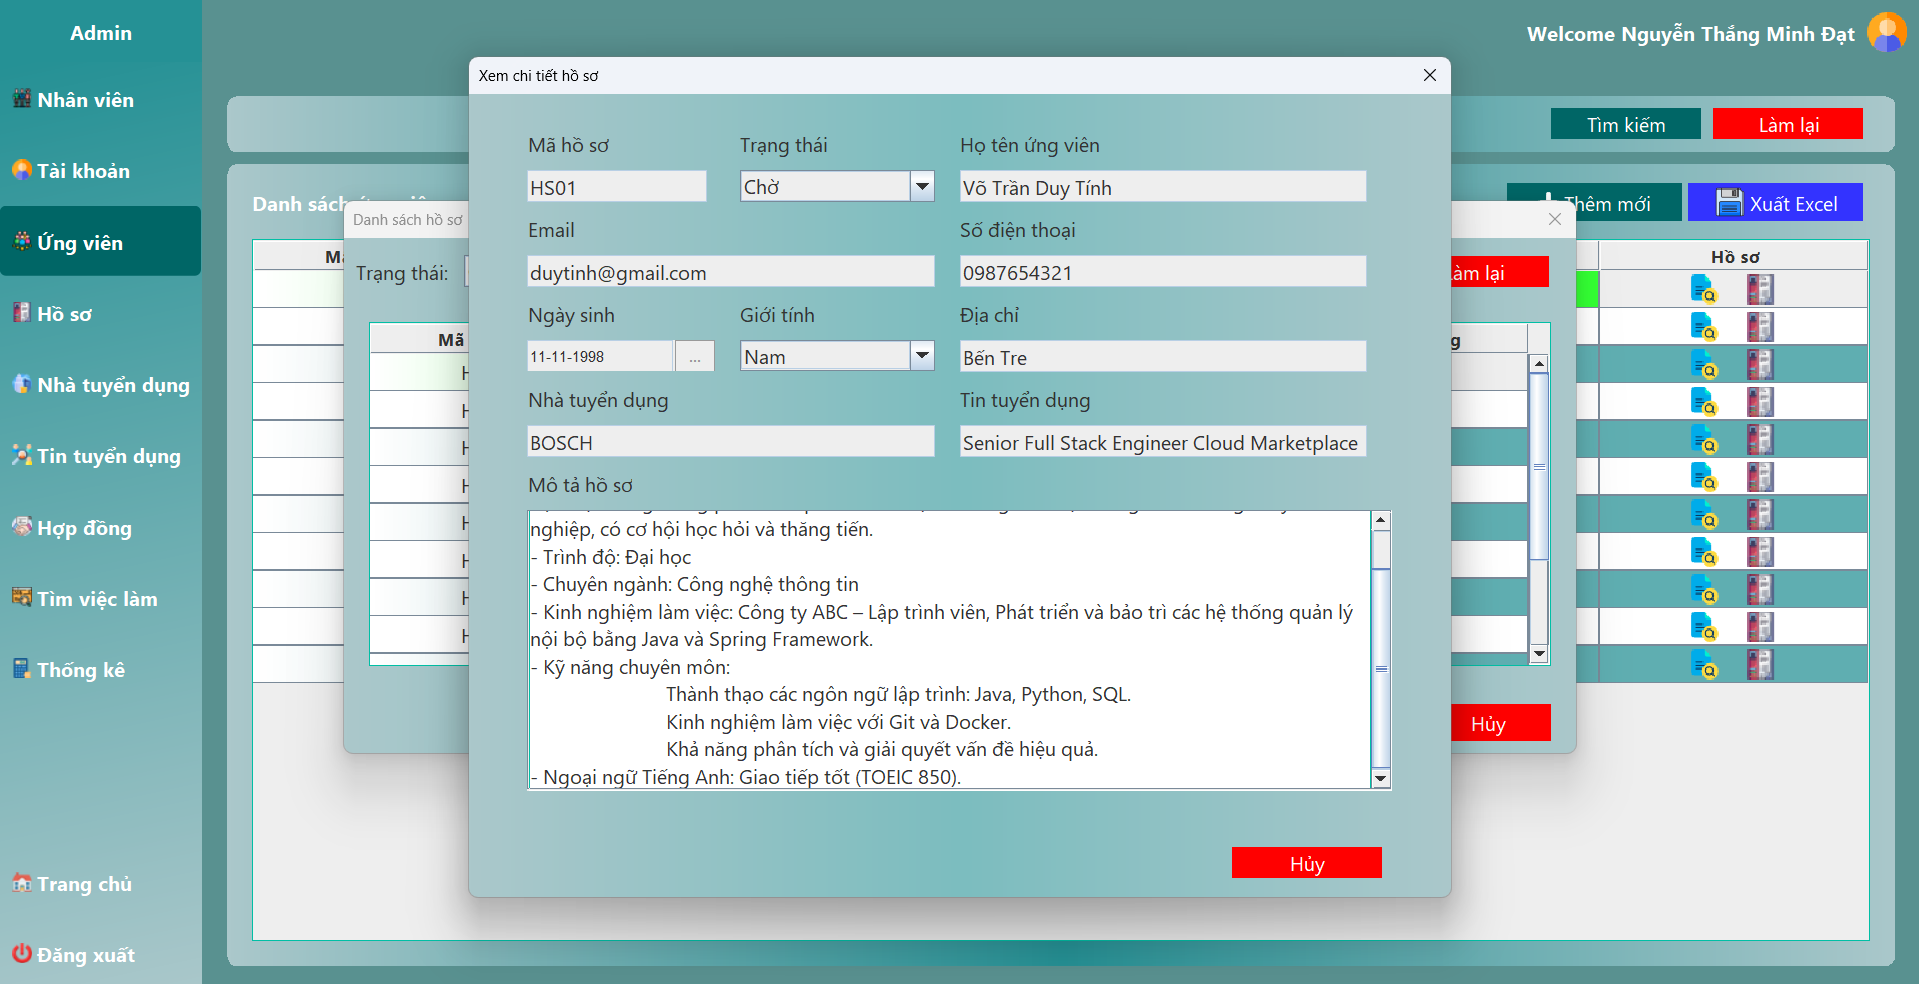 Admin
Nhân viên
Tài khoản
Ứng viên
Hồ sơ
Nhà tuyển dụng
Tin tuyển dụng
Hợp đồng
Tìm việc làm
Thống kê
Trang chủ
Đăng xuất
Welcome Nguyễn Thắng Minh Đạt
Tìm kiếm
Làm lại
Danh sách
Thêm mới
Xuất Excel
Hồ sơ
Danh sách hồ sơ
Trạng thái:
Mã
Hủy
Xem chi tiết hồ sơ
Mã hồ sơ
Trạng thái
Họ tên ứng viên
HS01
Chờ
Võ Trần Duy Tính
Email
Số điện thoại
duytinh@gmail.com
0987654321
Ngày sinh
Giới tính
Địa chỉ
11-11-1998
...
Nam
Bến Tre
Nhà tuyển dụng
Tin tuyển dụng
BOSCH
Senior Full Stack Engineer Cloud Marketplace
Mô tả hồ sơ
nghiệp, có cơ hội học hỏi và thăng tiến.
- Trình độ: Đại học
- Chuyên ngành: Công nghệ thông tin
- Kinh nghiệm làm việc: Công ty ABC – Lập trình viên, Phát triển và bảo trì các hệ thống quản lý
nội bộ bằng Java và Spring Framework.
- Kỹ năng chuyên môn:
Thành thạo các ngôn ngữ lập trình: Java, Python, SQL.
Kinh nghiệm làm việc với Git và Docker.
Khả năng phân tích và giải quyết vấn đề hiệu quả.
- Ngoại ngữ Tiếng Anh: Giao tiếp tốt (TOEIC 850).
Hủy